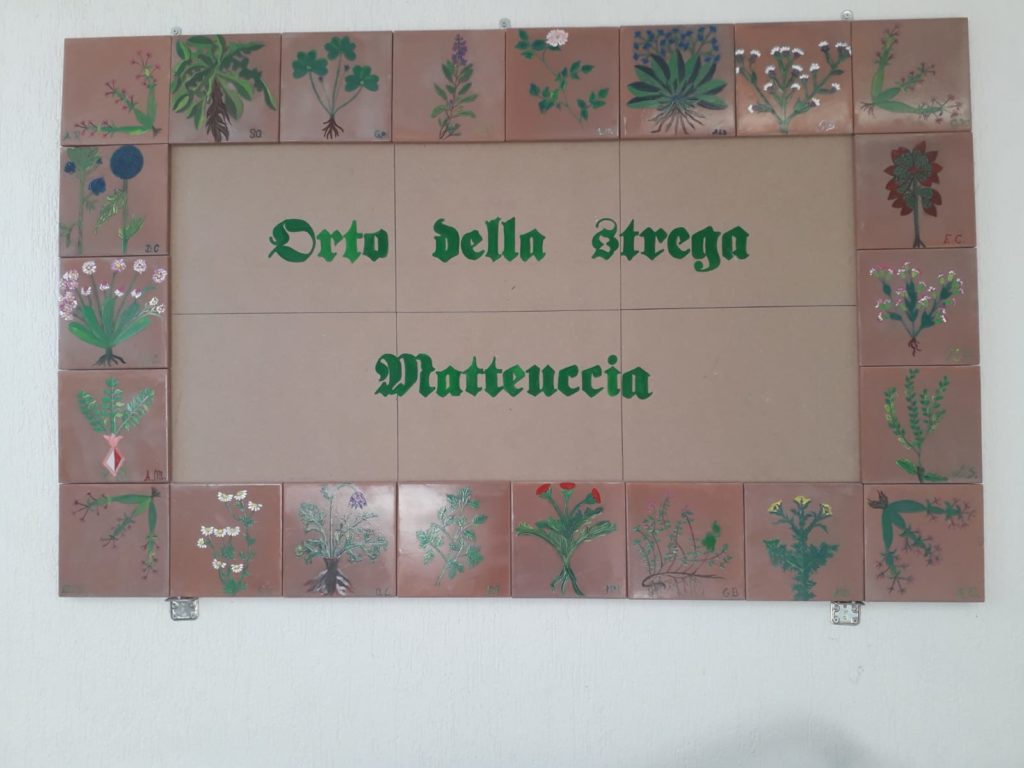 Orto della strega
Matteuccia
S.G
D.C
E.C.
A.M.
G.B